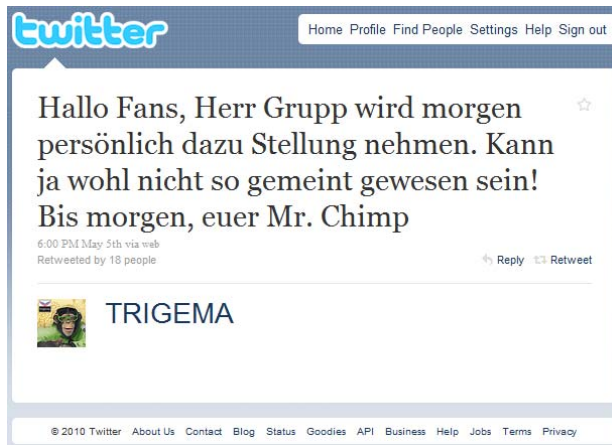 twitter
Home Profile Find People Settings Help Sign out
Hallo Fans, Herr Grupp wird morgen
persönlich dazu Stellung nehmen. Kann
ja wohl nicht so gemeint gewesen sein!
Bis morgen, euer Mr. Chimp
6:00 PM May 5th via web
Retweeted by 18 people
Reply Retweet
TRIGEMA
© 2010 Twitter About Us Contact Blog Status Goodies API Business Help Jobs Terms Privacy